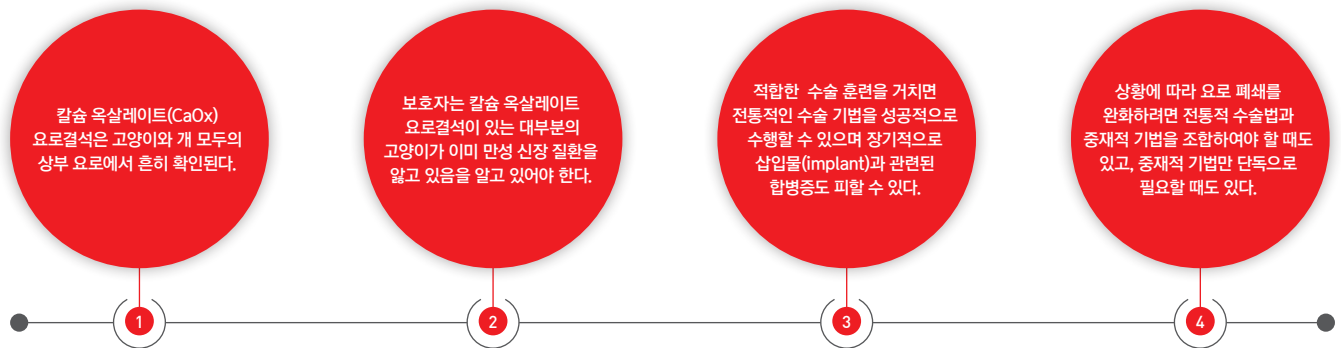 칼슘 옥살레이트(CaOx)
요로결석은 고양이와 개 모두의
상부 요로에서 흔히 확인된다.
보호자는 칼슘 옥살레이트
요로결석이 있는 대부분의
고양이가 이미 만성 신장 질환을
앓고 있음을 알고 있어야 한다.
적합한 수술 훈련을 거치면
전통적인 수술 기법을 성공적으로
수행할 수 있으며 장기적으로
삽입물(implant)과 관련된
합병증도 피할 수 있다.
상황에 따라 요로 폐쇄를
완화하려면 전통적 수술법과
중재적 기법을 조합하여야 할 때도
있고, 중재적 기법만 단독으로
필요할 때도 있다.
1
2
3
4